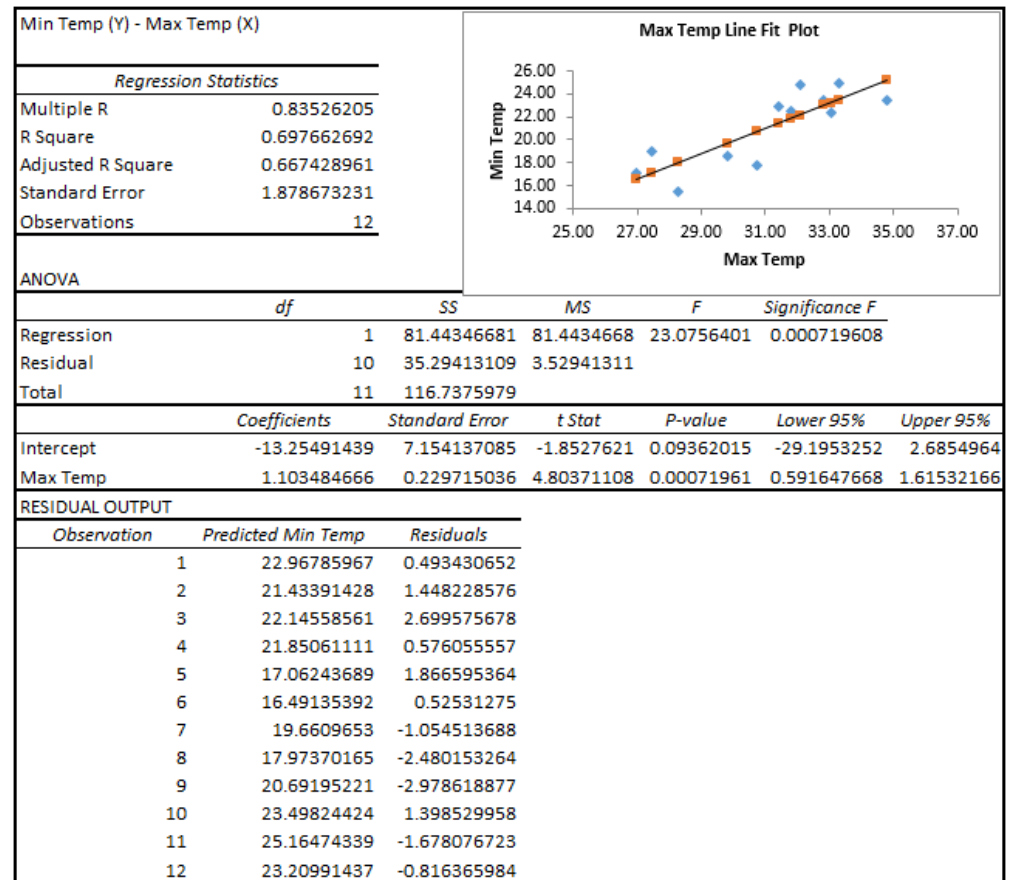 Min Temp (Y) - Max Temp (X)
Max Temp Line Fit Plot
Regression Statistics
Multiple R 0.83526205
R Square 0.697662692
Adjusted R Square 0.667428961
Standard Error 1.878673231
Observations 12
Min Temp
26.00
24.00
22.00
20.00
18.00
16.00
14.00
25.00 27.00 29.00 31.00 33.00 35.00 37.00
Max Temp
ANOVA
df SS MS F Significance F
Regression 1 81.44346681 81.4434668 23.0756401 0.000719608
Residual 10 35.29413109 3.52941311
Total 11 116.7375979
Coefficients Standard Error t Stat P-value Lower 95% Upper 95%
Intercept -13.25491439 7.154137085 -1.8527621 0.09362015 -29.1953252 2.6854964
Max Temp 1.103484666 0.229715036 4.80371108 0.00071961 0.591647668 1.61532166
RESIDUAL OUTPUT
Observation Predicted Min Temp Residuals
1 22.96785967 0.493430652
2 21.43391428 1.448228576
3 22.14558561 2.699575678
4 21.85061111 0.576055557
5 17.06243689 1.866595364
6 16.49135392 0.52531275
7 19.6609653 -1.054513688
8 17.97370165 -2.480153264
9 20.69195221 -2.978618877
10 23.49824424 1.398529958
11 25.16474339 -1.678076723
12 23.20991437 -0.816365984